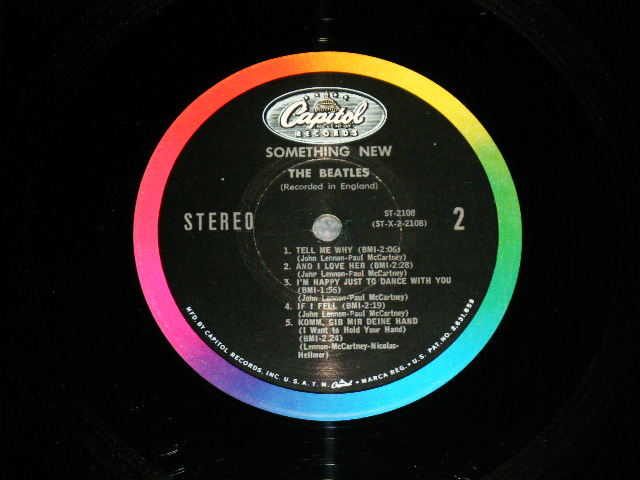 Capitol
RECORDS
SOMETHING NEW
THE BEATLES
(Recorded in England)
STEREO
ST-2108
(ST-X-2-2108)
2
1. TELL ME WHY (BMI-2:06)
(John Lennon-Paul McCartney)
2. AND I LOVE HER (BMI-2:28)
(John Lennon-Paul McCartney)
3. I'M HAPPY JUST TO DANCE WITH YOU
(BMI-1:56)
(John Lennon-Paul McCartney)
4. IF I FELL (BMI-2:19)
(John Lennon-Paul McCartney)
5. KOMM, GIB MIR DEINE HAND
(I Want to Hold Your Hand)
(BMI-2.24)
(Lennon-McCartney-Nicolas-
Hellmer)
MFD. BY CAPITOL RECORDS, INC. U.S.A. T.M. Capitol • MARCA REG. • U.S. PAT. NO. 2,631,859